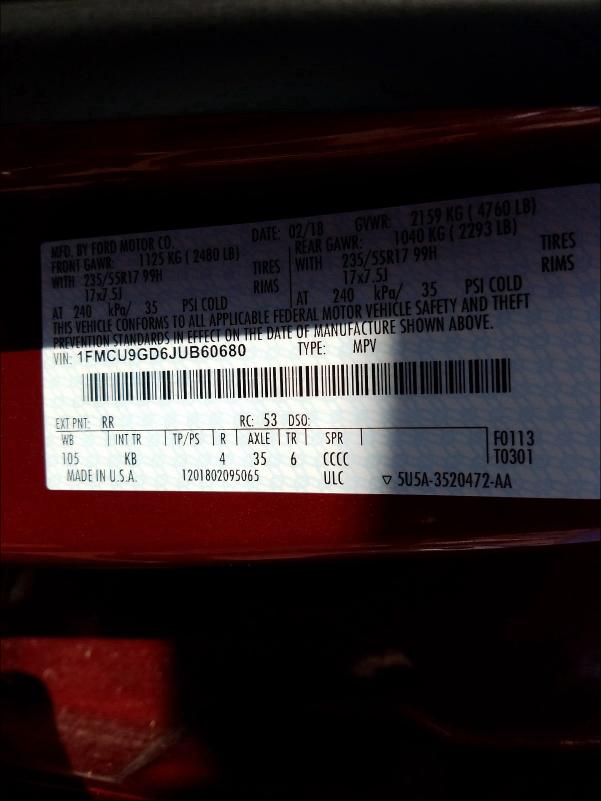 MFD. BY FORD MOTOR CO. DATE: 02/18 GVWR: 2159 KG ( 4760 LB)
FRONT GAWR: 1125 KG ( 2480 LB) REAR GAWR: 1040 KG ( 2293 LB)
WITH 235/55R17 99H TIRES WITH 235/55R17 99H TIRES
17x7.5J RIMS 17x7.5J RIMS
AT 240 kPa/ 35 PSI COLD AT 240 kPa/ 35 PSI COLD
THIS VEHICLE CONFORMS TO ALL APPLICABLE FEDERAL MOTOR VEHICLE SAFETY AND THEFT
PREVENTION STANDARDS IN EFFECT ON THE DATE OF MANUFACTURE SHOWN ABOVE.
VIN: 1FMCU9GD6JUB60680 TYPE: MPV
EXT PNT: RR RC: 53 DSO:
WB INT TR TP/PS R AXLE TR SPR F0113
105 KB 4 35 6 CCCC T0301
MADE IN U.S.A. 1201802095065 ULC ▽ 5U5A-3520472-AA